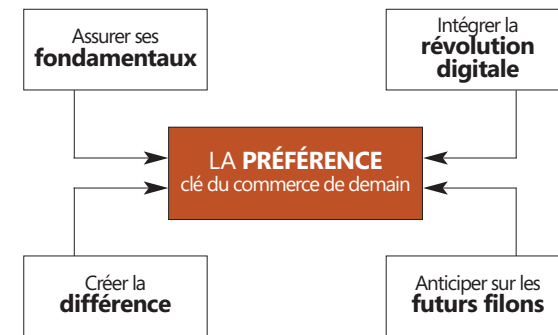 Assurer ses
fondamentaux
Intégrer la
révolution
digitale
LA PRÉFÉRENCE
clé du commerce de demain
Créer la
différence
Anticiper sur les
futurs filons